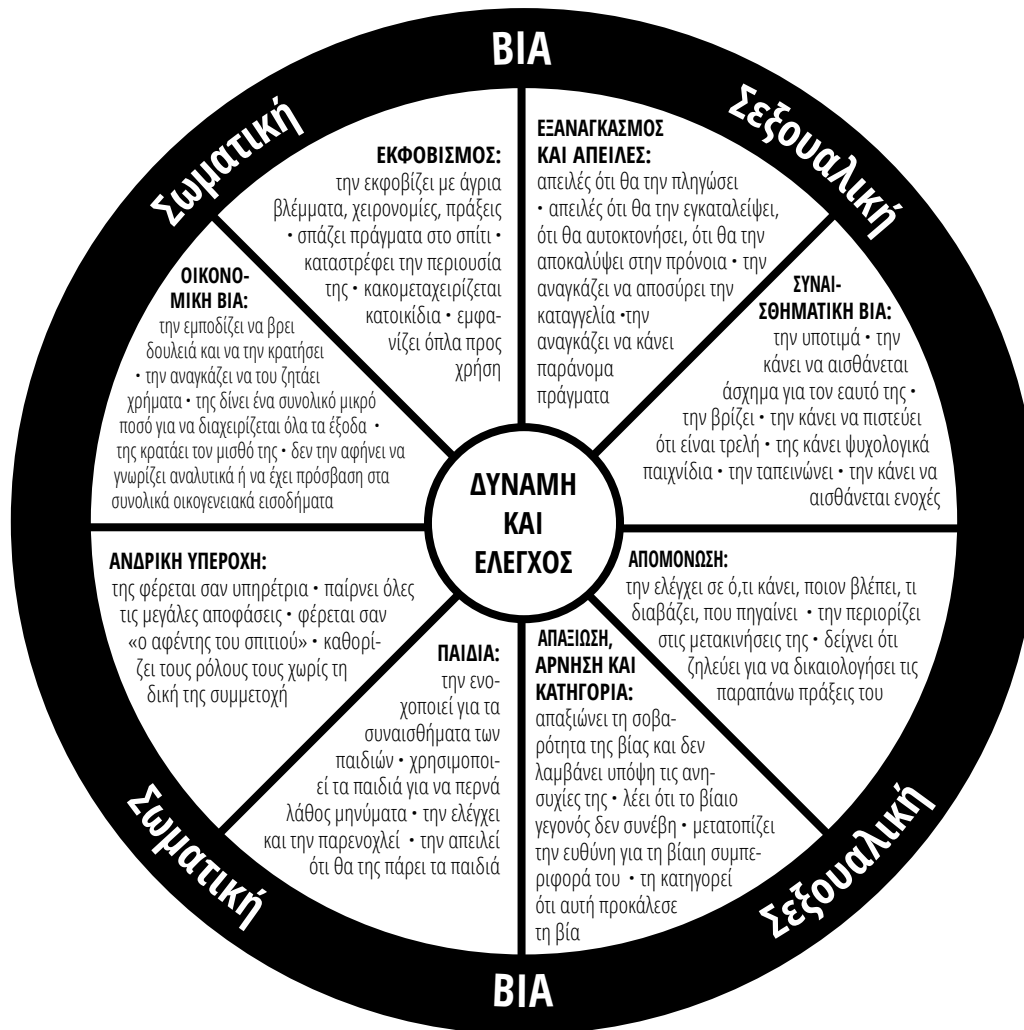 ΒΙΑ
Σωματική
Σεξουαλική
ΕΞΑΝΑΓΚΑΣΜΟΣ
ΚΑΙ ΑΠΕΙΛΕΣ:
απειλές ότι θα την πληγώσει
• απειλές ότι θα την εγκαταλείψει,
ότι θα αυτοκτονήσει, ότι θα την
αποκαλύψει στην πρόνοια • την
αναγκάζει να αποσύρει την
καταγγελία •την
αναγκάζει να κάνει
παράνομα
πράγματα
ΣΥΝΑΙ-
ΣΘΗΜΑΤΙΚΗ ΒΙΑ:
την υποτιμά • την
κάνει να αισθάνεται
άσχημα για τον εαυτό της •
την βρίζει • την κάνει να πιστεύει
ότι είναι τρελή • της κάνει ψυχολογικά
παιχνίδια • την ταπεινώνει • την κάνει να
αισθάνεται ενοχές
ΑΠΟΜΟΝΩΣΗ:
την ελέγχει σε ό,τι κάνει, ποιον βλέπει, τι
διαβάζει, που πηγαίνει • την περιορίζει
στις μετακινήσεις της • δείχνει ότι
ζηλεύει για να δικαιολογήσει τις
παραπάνω πράξεις του
ΑΠΑΞΙΩΣΗ,
ΑΡΝΗΣΗ ΚΑΙ
ΚΑΤΗΓΟΡΙΑ:
απαξιώνει τη σοβα-
ρότητα της βίας και δεν
λαμβάνει υπόψη τις ανη-
συχίες της • λέει ότι το βίαιο
γεγονός δεν συνέβη • μετατοπίζει
την ευθύνη για τη βίαιη συμπε-
ριφορά του • τη κατηγορεί
ότι αυτή προκάλεσε
τη βία
ΠΑΙΔΙΑ:
την ενο-
χοποιεί για τα
συναισθήματα των
παιδιών • χρησιμοποι-
εί τα παιδιά για να περνά
λάθος μηνύματα • την ελέγχει
και την παρενοχλεί • την απειλεί
ότι θα της πάρει τα παιδιά
ΑΝΔΡΙΚΗ ΥΠΕΡΟΧΗ:
της φέρεται σαν υπηρέτρια • παίρνει όλες
τις μεγάλες αποφάσεις • φέρεται σαν
«ο αφέντης του σπιτιού» • καθορί-
ζει τους ρόλους τους χωρίς τη
δική της συμμετοχή
ΟΙΚΟΝΟ-
ΜΙΚΗ ΒΙΑ:
την εμποδίζει να βρει
δουλειά και να την κρατήσει
• την αναγκάζει να του ζητάει
χρήματα • της δίνει ένα συνολικό μικρό
ποσό για να διαχειρίζεται όλα τα έξοδα •
της κρατάει τον μισθό της • δεν την αφήνει να
γνωρίζει αναλυτικά ή να έχει πρόσβαση στα
συνολικά οικογενειακά εισοδήματα
ΕΚΦΟΒΙΣΜΟΣ:
την εκφοβίζει με άγρια
βλέμματα, χειρονομίες, πράξεις
• σπάζει πράγματα στο σπίτι •
καταστρέφει την περιουσία
της • κακομεταχειρίζεται
κατοικίδια • εμφα-
νίζει όπλα προς
χρήση
ΔΥΝΑΜΗ
ΚΑΙ
ΕΛΕΓΧΟΣ
Σωματική
Σεξουαλική
ΒΙΑ